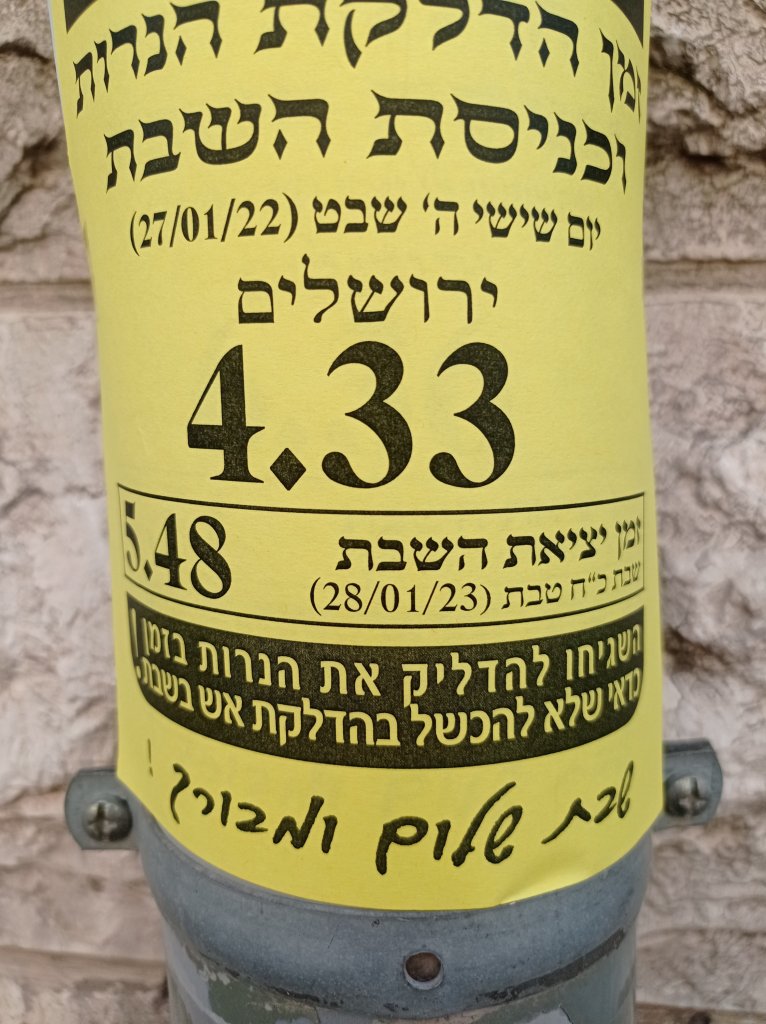 זמן הדלקת הנרות
וכניסת השבת
יום שישי ה׳ שבט (27/01/22)
ירושלים
4.33
זמן יציאת השבת 5.48
שבת כ״ח טבת (28/01/23)
השגיחו להדליק את הנרות בזמן
כדאי שלא להכשל בהדלקת אש בשבת.
שבת שלום ומבורך !